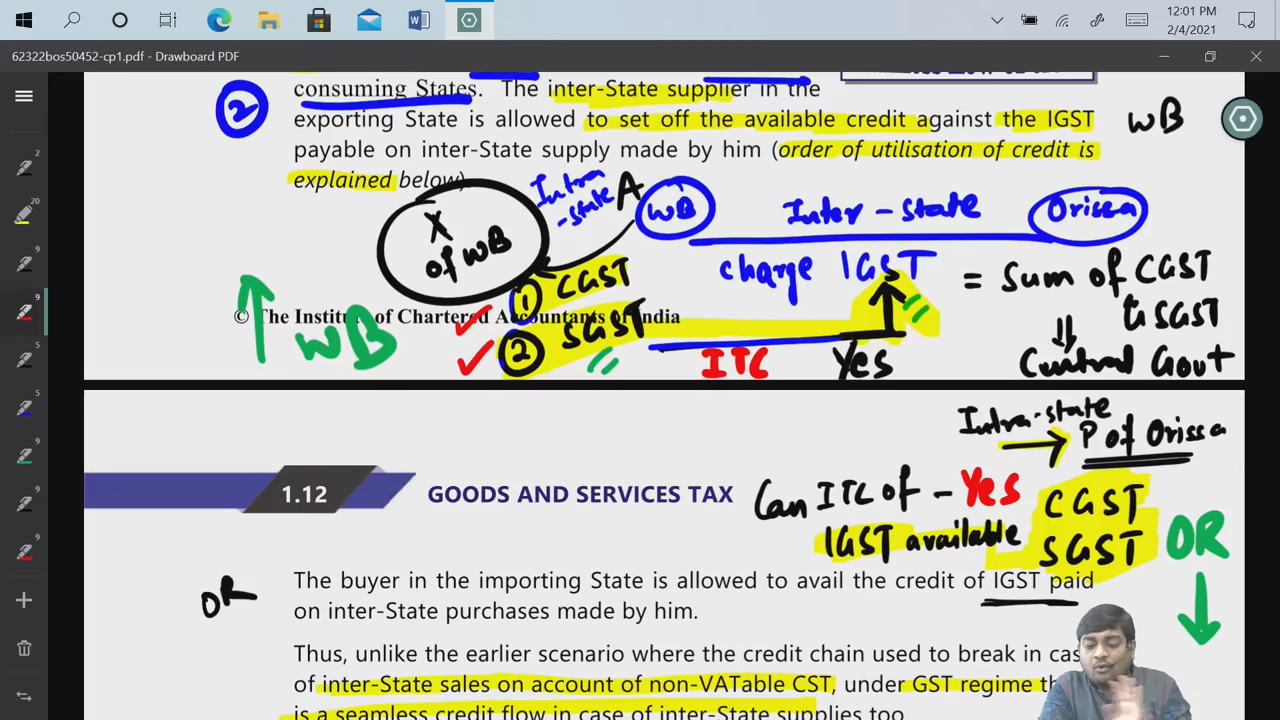 12:01 PM
2/4/2021
62322bos50452-cp1.pdf - Drawboard PDF
consuming States. The inter-State supplier in the
② exporting State is allowed to set off the available credit against the IGST
WB
payable on inter-State supply made by him (order of utilisation of credit is
explained below).
X
of WB
Intra
-state
A
WB
Inter-state
Orissa
① CGST
② SGST
charge IGST
= Sum of CGST
& SGST
Central Govt
© The Institute of Chartered Accountants of India
WB
ITC
Yes
Intra-state
P of Orissa
1.12
GOODS AND SERVICES TAX
Can ITC of - Yes
IGST available
CGST
SGST
OR
OR
The buyer in the importing State is allowed to avail the credit of IGST paid
on inter-State purchases made by him.
Thus, unlike the earlier scenario where the credit chain used to break in
of inter-State sales on account of non-VATable CST, under GST regime
is a seamless credit flow in case of inter-State supplies too.